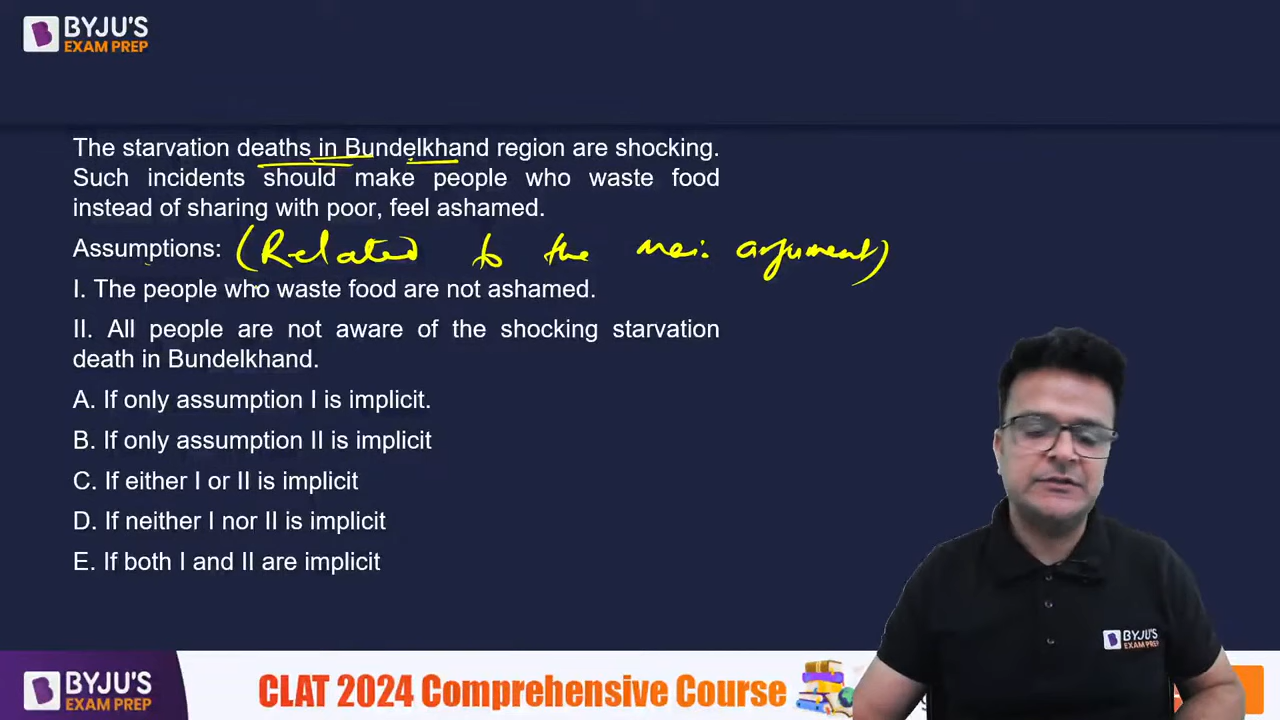 BYJU'S
EXAM PREP
The starvation deaths in Bundelkhand region are shocking.
Such incidents should make people who waste food
instead of sharing with poor, feel ashamed.
Assumptions: (Related to the main argument)
I. The people who waste food are not ashamed.
II. All people are not aware of the shocking starvation
death in Bundelkhand.
A. If only assumption I is implicit.
B. If only assumption II is implicit
C. If either I or II is implicit
D. If neither I nor II is implicit
E. If both I and II are implicit
BYJU'S
EXAM PREP
BYJU'S
EXAM PREP
CLAT 2024 Comprehensive Course